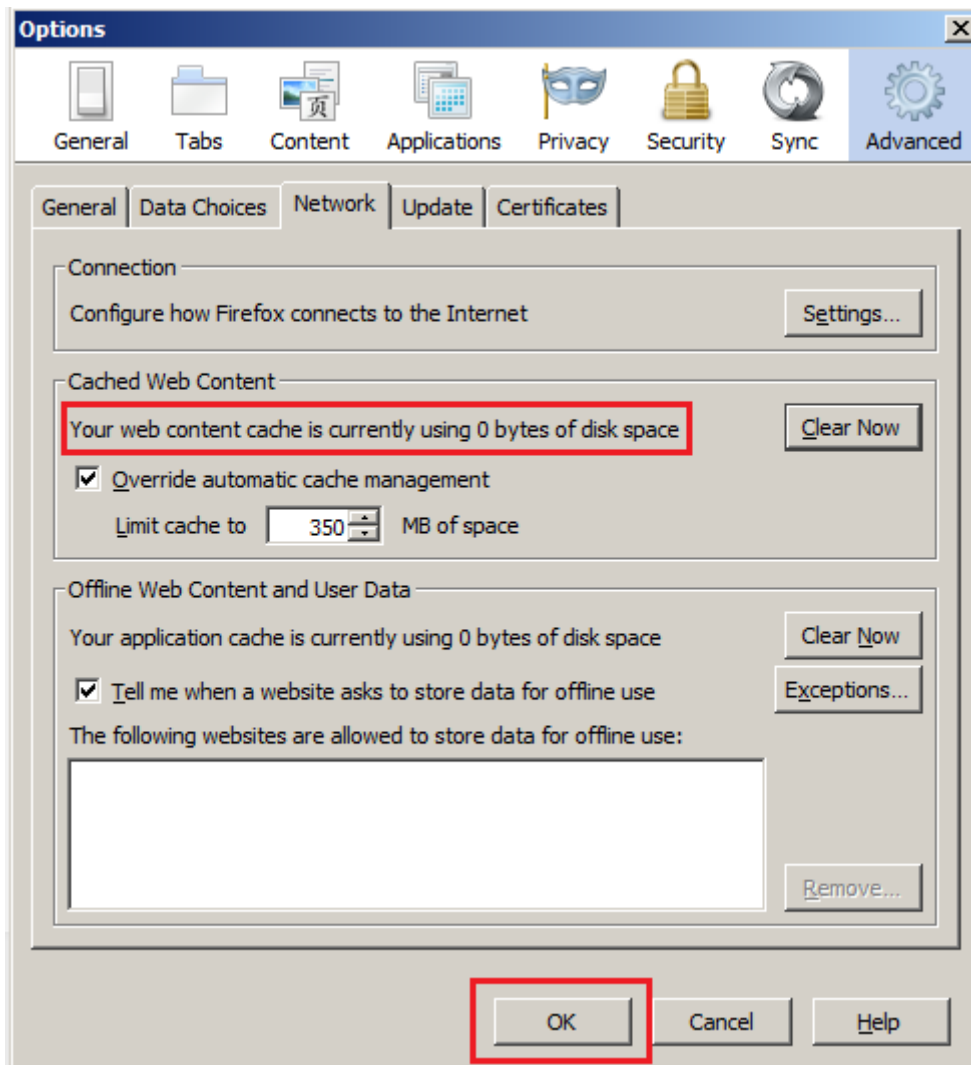 Options
页
General Tabs Content Applications Privacy Security Sync Advanced
General Data Choices Network Update Certificates
Connection
Configure how Firefox connects to the Internet Settings...
Cached Web Content
Your web content cache is currently using 0 bytes of disk space Clear Now
Override automatic cache management
Limit cache to 350 MB of space
Offline Web Content and User Data
Your application cache is currently using 0 bytes of disk space Clear Now
Tell me when a website asks to store data for offline use Exceptions...
The following websites are allowed to store data for offline use:
Remove...
OK Cancel Help